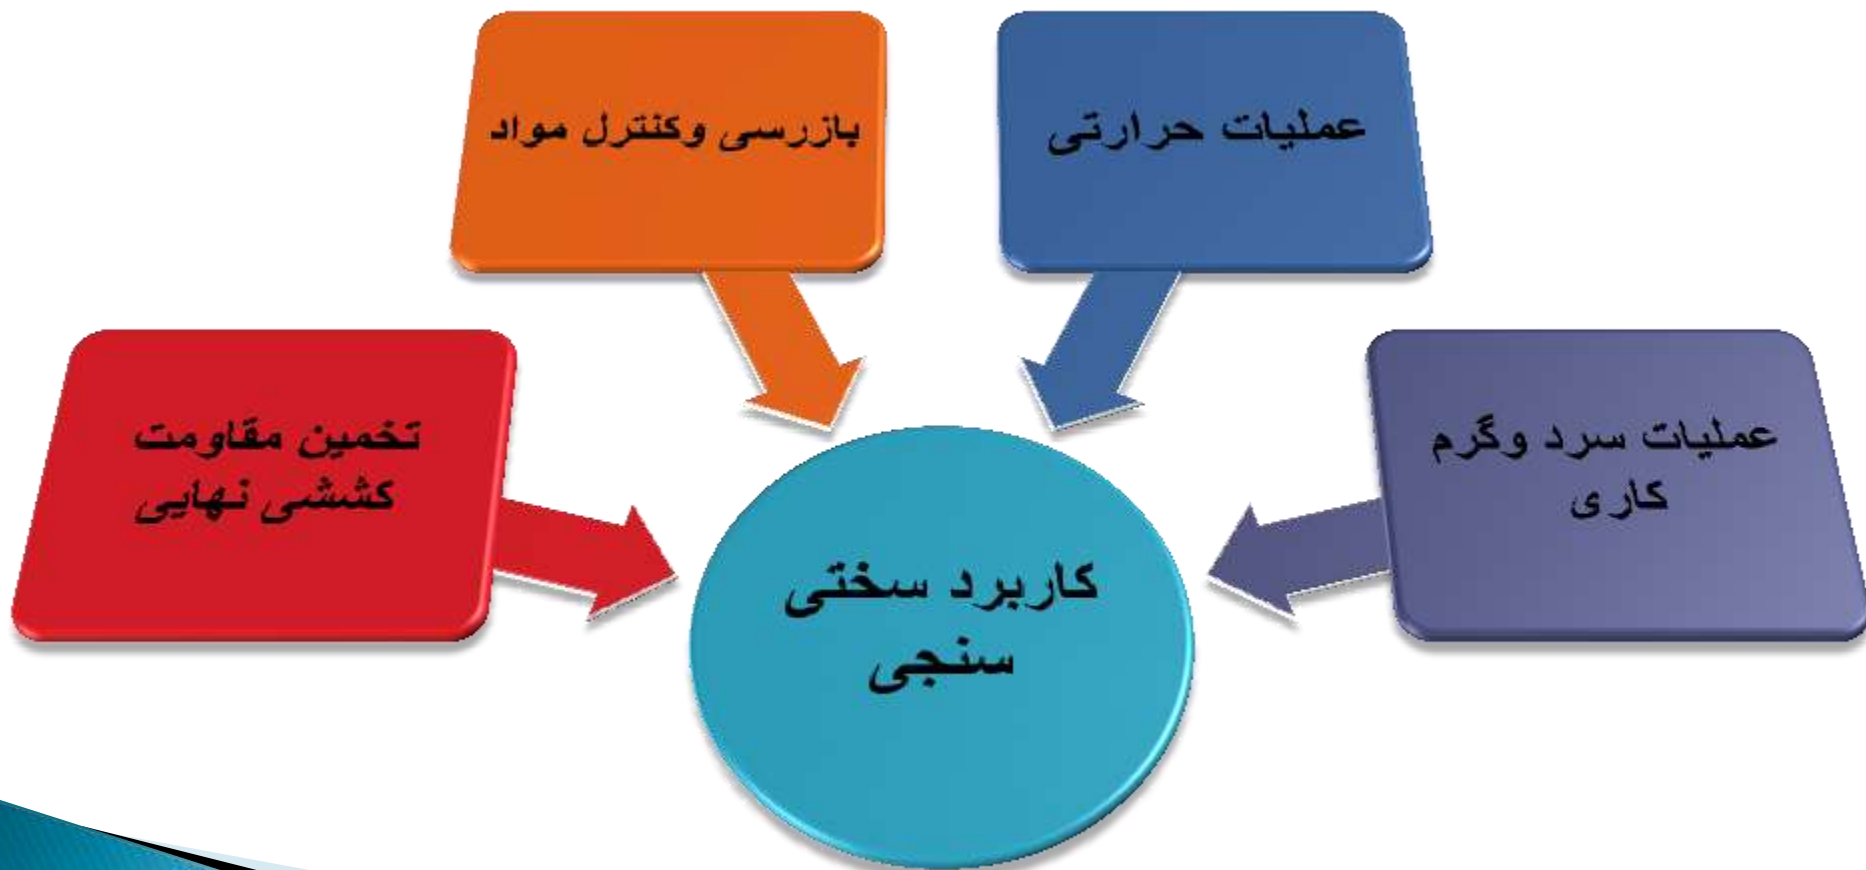 عملیات حرارتی
بازرسی وکنترل مواد
عملیات سرد وگرم
کاری
تخمین مقاومت
کششی نهایی
کاربرد سختی
سنجی